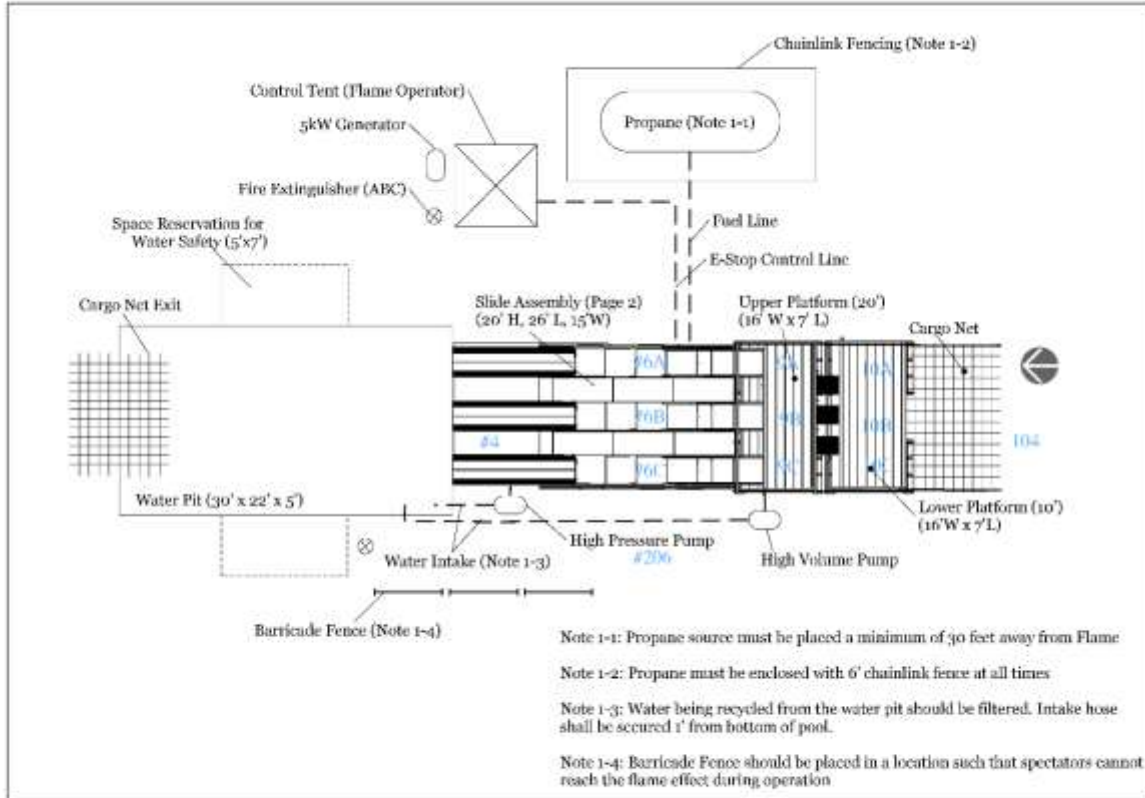 Chainlink Fencing (Note 1-2)
Control Tent (Flame Operator)
5kW Generator
Propane (Note 1-1)
Fire Extinguisher (ABC)
Space Reservation for
Water Safety (5'x7')
Fuel Line
E-Stop Control Line
Cargo Net Exit
Slide Assembly (Page 2)
(20' H, 26' L, 15'W)
Upper Platform (20')
(16' W x 7' L)
Cargo Net
#6A
9A
10A
#6B
9B
10B
#4
104
#6C
9C
Water Pit (30' x 22' x 5')
Lower Platform (10')
(16'W x 7'L)
High Pressure Pump
Water Intake (Note 1-3)
#206
High Volume Pump
Barricade Fence (Note 1-4)
Note 1-1: Propane source must be placed a minimum of 30 feet away from Flame
Note 1-2: Propane must be enclosed with 6' chainlink fence at all times
Note 1-3: Water being recycled from the water pit should be filtered. Intake hose
shall be secured 1' from bottom of pool.
Note 1-4: Barricade Fence should be placed in a location such that spectators cannot
reach the flame effect during operation